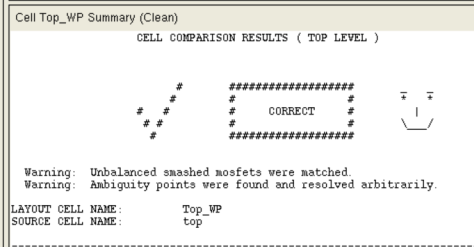 Cell Top_WP Summary (Clean)
CELL COMPARISON RESULTS ( TOP LEVEL )
# ################### _ _
# # # * *
# # # CORRECT # |
# # # # \___/
# ###################
Warning: Unbalanced smashed mosfets were matched.
Warning: Ambiguity points were found and resolved arbitrarily.
LAYOUT CELL NAME: Top_WP
SOURCE CELL NAME: top